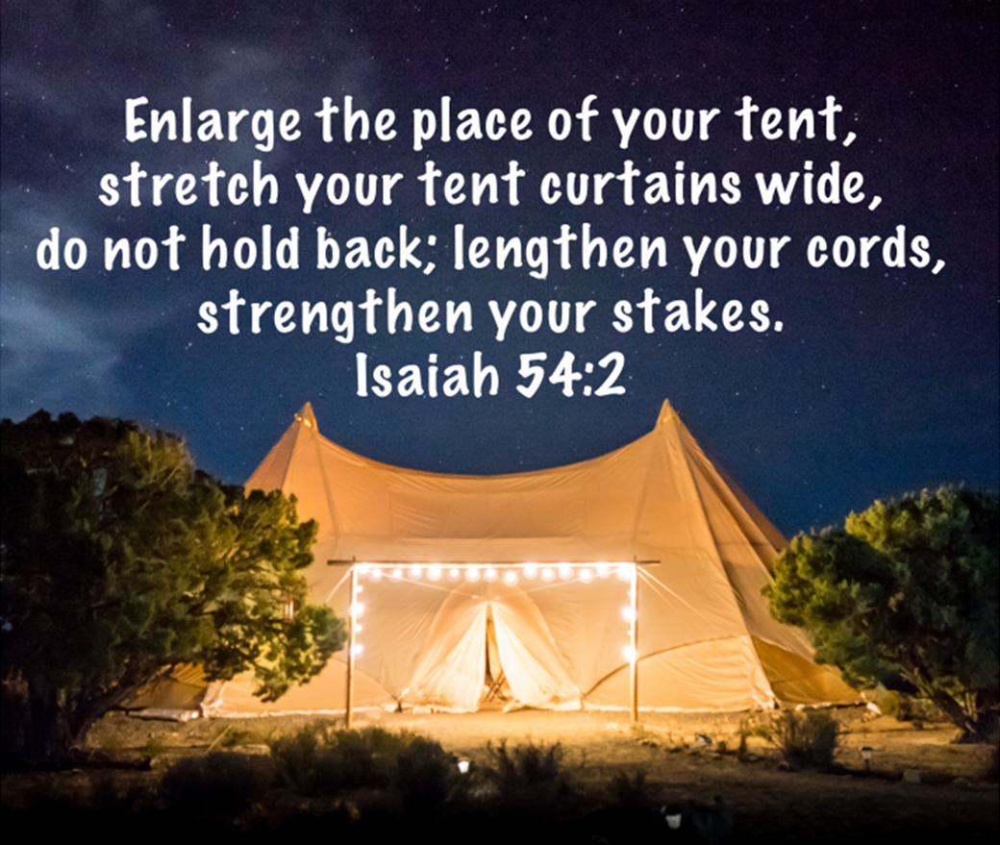 Enlarge the place of your tent,
stretch your tent curtains wide,
do not hold back; lengthen your cords,
strengthen your stakes.
Isaiah 54:2